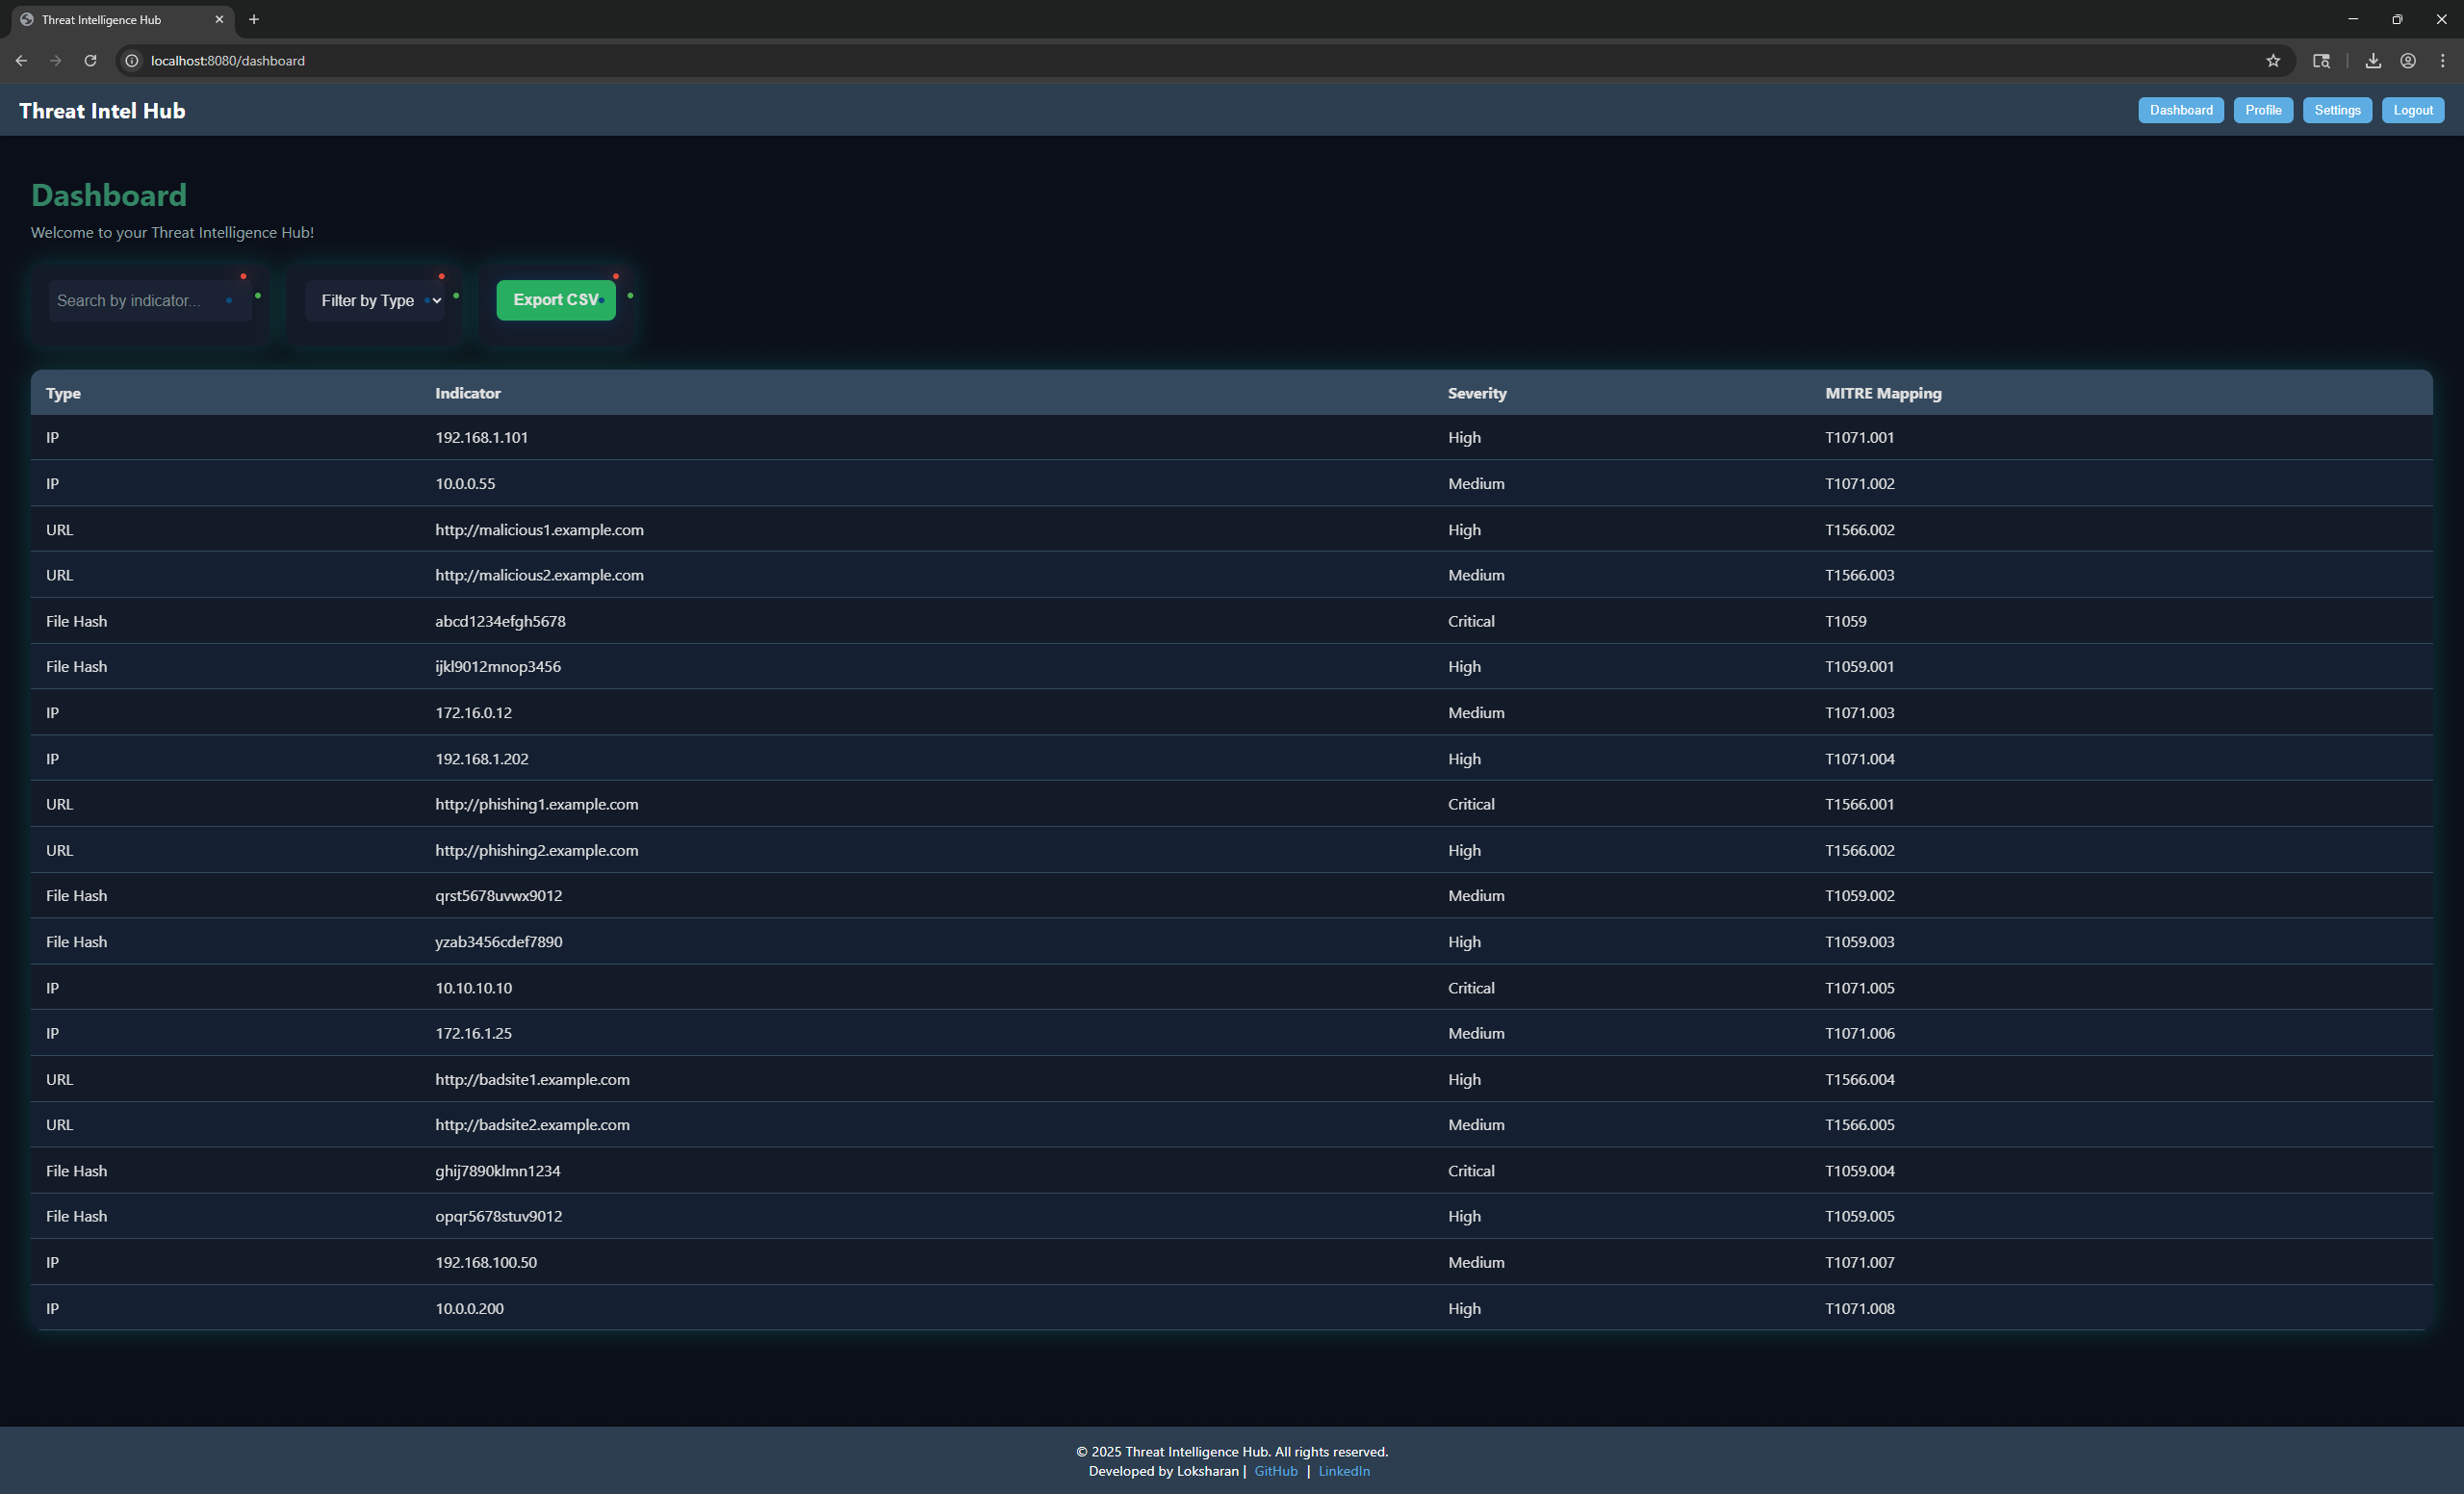 Threat Intelligence Hub
localhost:8080/dashboard
Threat Intel Hub
Dashboard Profile Settings Logout
Dashboard
Welcome to your Threat Intelligence Hub!
Search by indicator... Filter by Type Export CSV
Type Indicator Severity MITRE Mapping
IP 192.168.1.101 High T1071.001
IP 10.0.0.55 Medium T1071.002
URL http://malicious1.example.com High T1566.002
URL http://malicious2.example.com Medium T1566.003
File Hash abcd1234efgh5678 Critical T1059
File Hash ijkl9012mnop3456 High T1059.001
IP 172.16.0.12 Medium T1071.003
IP 192.168.1.202 High T1071.004
URL http://phishing1.example.com Critical T1566.001
URL http://phishing2.example.com High T1566.002
File Hash qrst5678uvwx9012 Medium T1059.002
File Hash yzab3456cdef7890 High T1059.003
IP 10.10.10.10 Critical T1071.005
IP 172.16.1.25 Medium T1071.006
URL http://badsite1.example.com High T1566.004
URL http://badsite2.example.com Medium T1566.005
File Hash ghij7890klmn1234 Critical T1059.004
File Hash opqr5678stuv9012 High T1059.005
IP 192.168.100.50 Medium T1071.007
IP 10.0.0.200 High T1071.008
© 2025 Threat Intelligence Hub. All rights reserved.
Developed by Loksharan | GitHub | LinkedIn